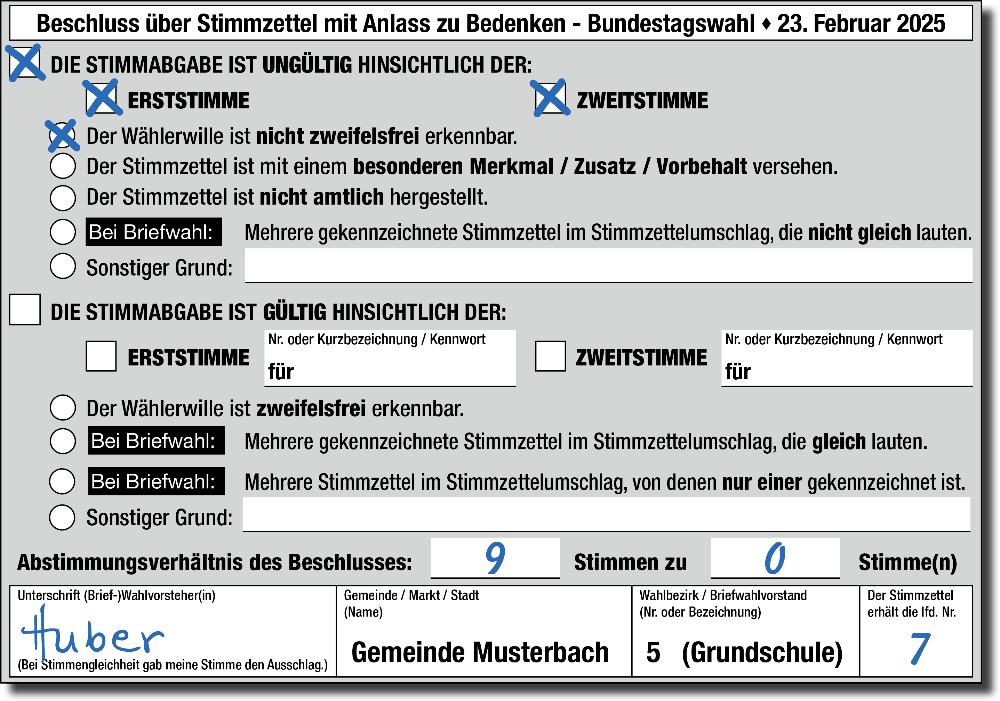 Beschluss über Stimmzettel mit Anlass zu Bedenken - Bundestagswahl ♦ 23. Februar 2025
DIE STIMMABGABE IST UNGÜLTIG HINSICHTLICH DER:
ERSTSTIMME ZWEITSTIMME
Der Wählerwille ist nicht zweifelsfrei erkennbar.
Der Stimmzettel ist mit einem besonderen Merkmal / Zusatz / Vorbehalt versehen.
Der Stimmzettel ist nicht amtlich hergestellt.
Bei Briefwahl: Mehrere gekennzeichnete Stimmzettel im Stimmzettelumschlag, die nicht gleich lauten.
Sonstiger Grund:
DIE STIMMABGABE IST GÜLTIG HINSICHTLICH DER:
Nr. oder Kurzbezeichnung / Kennwort Nr. oder Kurzbezeichnung / Kennwort
ERSTSTIMME für ZWEITSTIMME für
Der Wählerwille ist zweifelsfrei erkennbar.
Bei Briefwahl: Mehrere gekennzeichnete Stimmzettel im Stimmzettelumschlag, die gleich lauten.
Bei Briefwahl: Mehrere Stimmzettel im Stimmzettelumschlag, von denen nur einer gekennzeichnet ist.
Sonstiger Grund:
Abstimmungsverhältnis des Beschlusses: 9 Stimmen zu 0 Stimme(n)
Unterschrift (Brief-)Wahlvorsteher(in)
Huber
(Bei Stimmengleichheit gab meine Stimme den Ausschlag.)
Gemeinde / Markt / Stadt
(Name)
Gemeinde Musterbach
Wahlbezirk / Briefwahlvorstand
(Nr. oder Bezeichnung)
5 (Grundschule)
Der Stimmzettel
erhält die lfd. Nr.
7